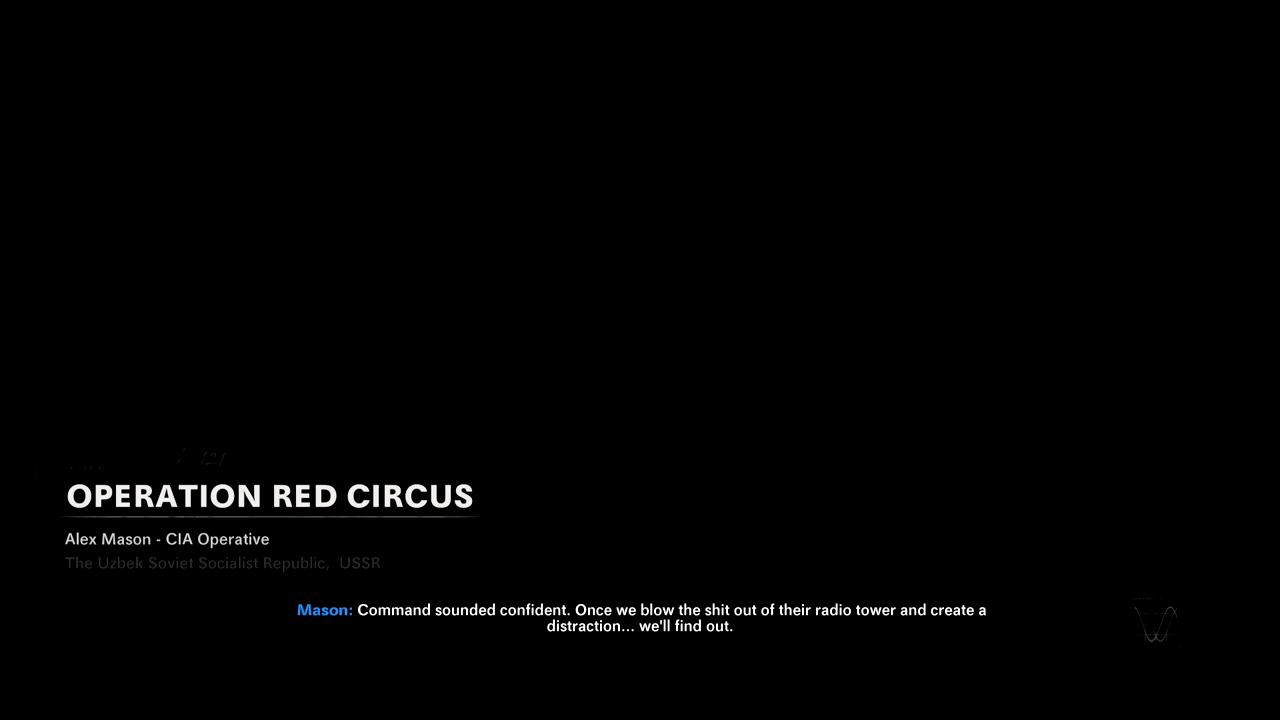 OPERATION RED CIRCUS
Alex Mason - CIA Operative
The Uzbek Soviet Socialist Republic, USSR
Mason: Command sounded confident. Once we blow the shit out of their radio tower and create a
distraction... we'll find out.